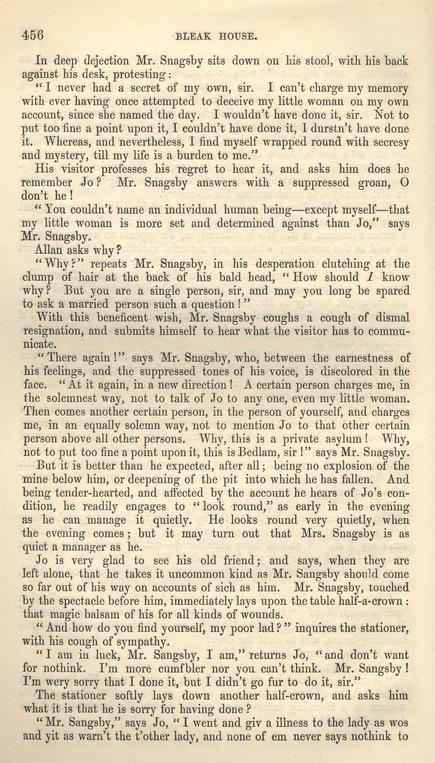 456 BLEAK HOUSE.
In deep dejection Mr. Snagsby sits down on his stool, with his back
against his desk, protesting:
"I never had a secret of my own, sir. I can't charge my memory
with ever having once attempted to deceive my little woman on my own
account, since she named the day. I wouldn't have done it, sir. Not to
put too fine a point upon it, I couldn't have done it, I durstn't have done
it. Whereas, and nevertheless, I find myself wrapped round with secresy
and mystery, till my life is a burden to me."
His visitor professes his regret to hear it, and asks him does he
remember Jo? Mr. Snagsby answers with a suppressed groan, O
don't he!
"You couldn't name an individual human being—except myself—that
my little woman is more set and determined against than Jo," says
Mr. Snagsby.
Allan asks why?
"Why?" repeats Mr. Snagsby, in his desperation clutching at the
clump of hair at the back of his bald head, "How should I know
why? But you are a single person, sir, and may you long be spared
to ask a married person such a question!"
With this beneficent wish, Mr. Snagsby coughs a cough of dismal
resignation, and submits himself to hear what the visitor has to commu-
nicate.
"There again!" says Mr. Snagsby, who, between the earnestness of
his feelings, and the suppressed tones of his voice, is discolored in the
face. "At it again, in a new direction! A certain person charges me, in
the solemnest way, not to talk of Jo to any one, even my little woman.
Then comes another certain person, in the person of yourself, and charges
me, in an equally solemn way, not to mention Jo to that other certain
person above all other persons. Why, this is a private asylum! Why,
not to put too fine a point upon it, this is Bedlam, sir!" says Mr. Snagsby.
But it is better than he expected, after all; being no explosion of the
mine below him, or deepening of the pit into which he has fallen. And
being tender-hearted, and affected by the account he hears of Jo's con-
dition, he readily engages to "look round," as early in the evening
as he can manage it quietly. He looks round very quietly, when
the evening comes; but it may turn out that Mrs. Snagsby is as
quiet a manager as he.
Jo is very glad to see his old friend; and says, when they are
left alone, that he takes it uncommon kind as Mr. Sangsby should come
so far out of his way on accounts of sich as him. Mr. Snagsby, touched
by the spectacle before him, immediately lays upon the table half-a-crown:
that magic balsam of his for all kinds of wounds.
"And how do you find yourself, my poor lad?" inquires the stationer,
with his cough of sympathy.
"I am in luck, Mr. Sangsby, I am," returns Jo, "and don't want
for nothink. I'm more cumfbler nor you can't think. Mr. Sangsby!
I'm wery sorry that I done it, but I didn't go fur to do it, sir."
The stationer softly lays down another half-crown, and asks him
what it is that he is sorry for having done?
"Mr. Sangsby," says Jo, "I went and giv a illness to the lady as wos
and yit as warn't the t'other lady, and none of em never says nothink to